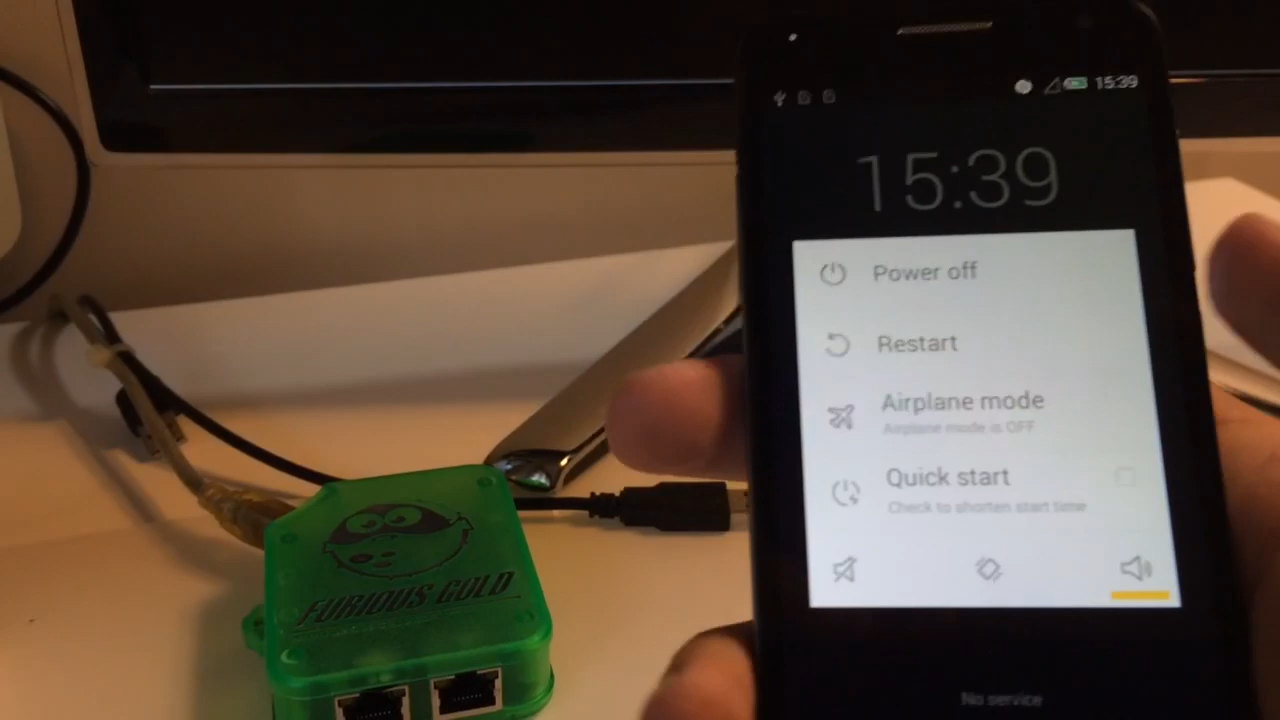 15:39
15:39
Power off
Restart
Airplane mode
Airplane mode is OFF
Quick start
Check to shorten start time
No service
FURIOUS GOLD